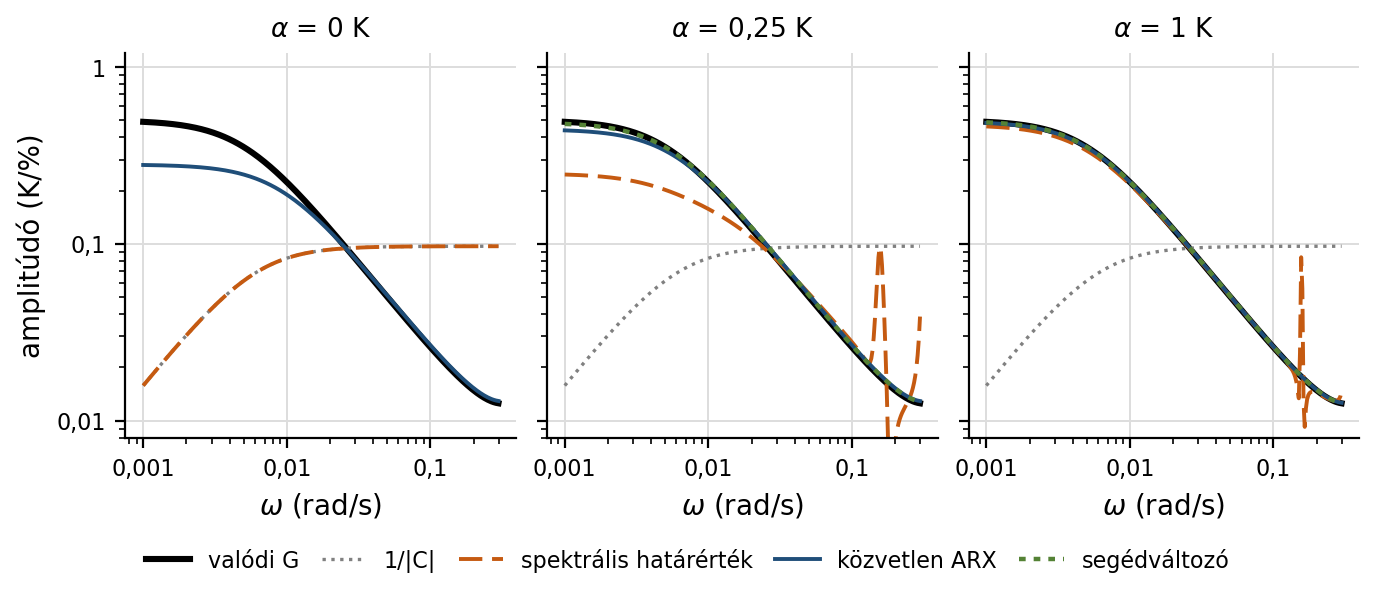 α = 0 K
α = 0,25 K
α = 1 K
amplitúdó (K/%)
1
0,1
0,01
0,001 0,01 0,1
0,001 0,01 0,1
0,001 0,01 0,1
ω (rad/s)
ω (rad/s)
ω (rad/s)
valódi G
1/|C|
spektrális határérték
közvetlen ARX
segédváltozó